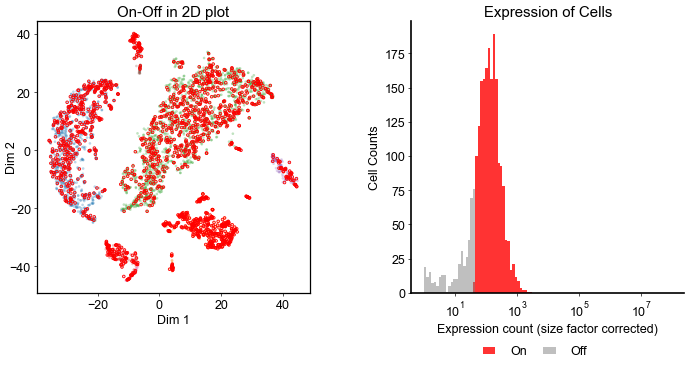 On-Off in 2D plot
40
20
0
−20
−40
−20
0
20
40
Dim 2
Dim 1
Expression of Cells
175
150
125
100
75
50
25
0
10^1
10^3
10^5
10^7
Cell Counts
Expression count (size factor corrected)
On
Off